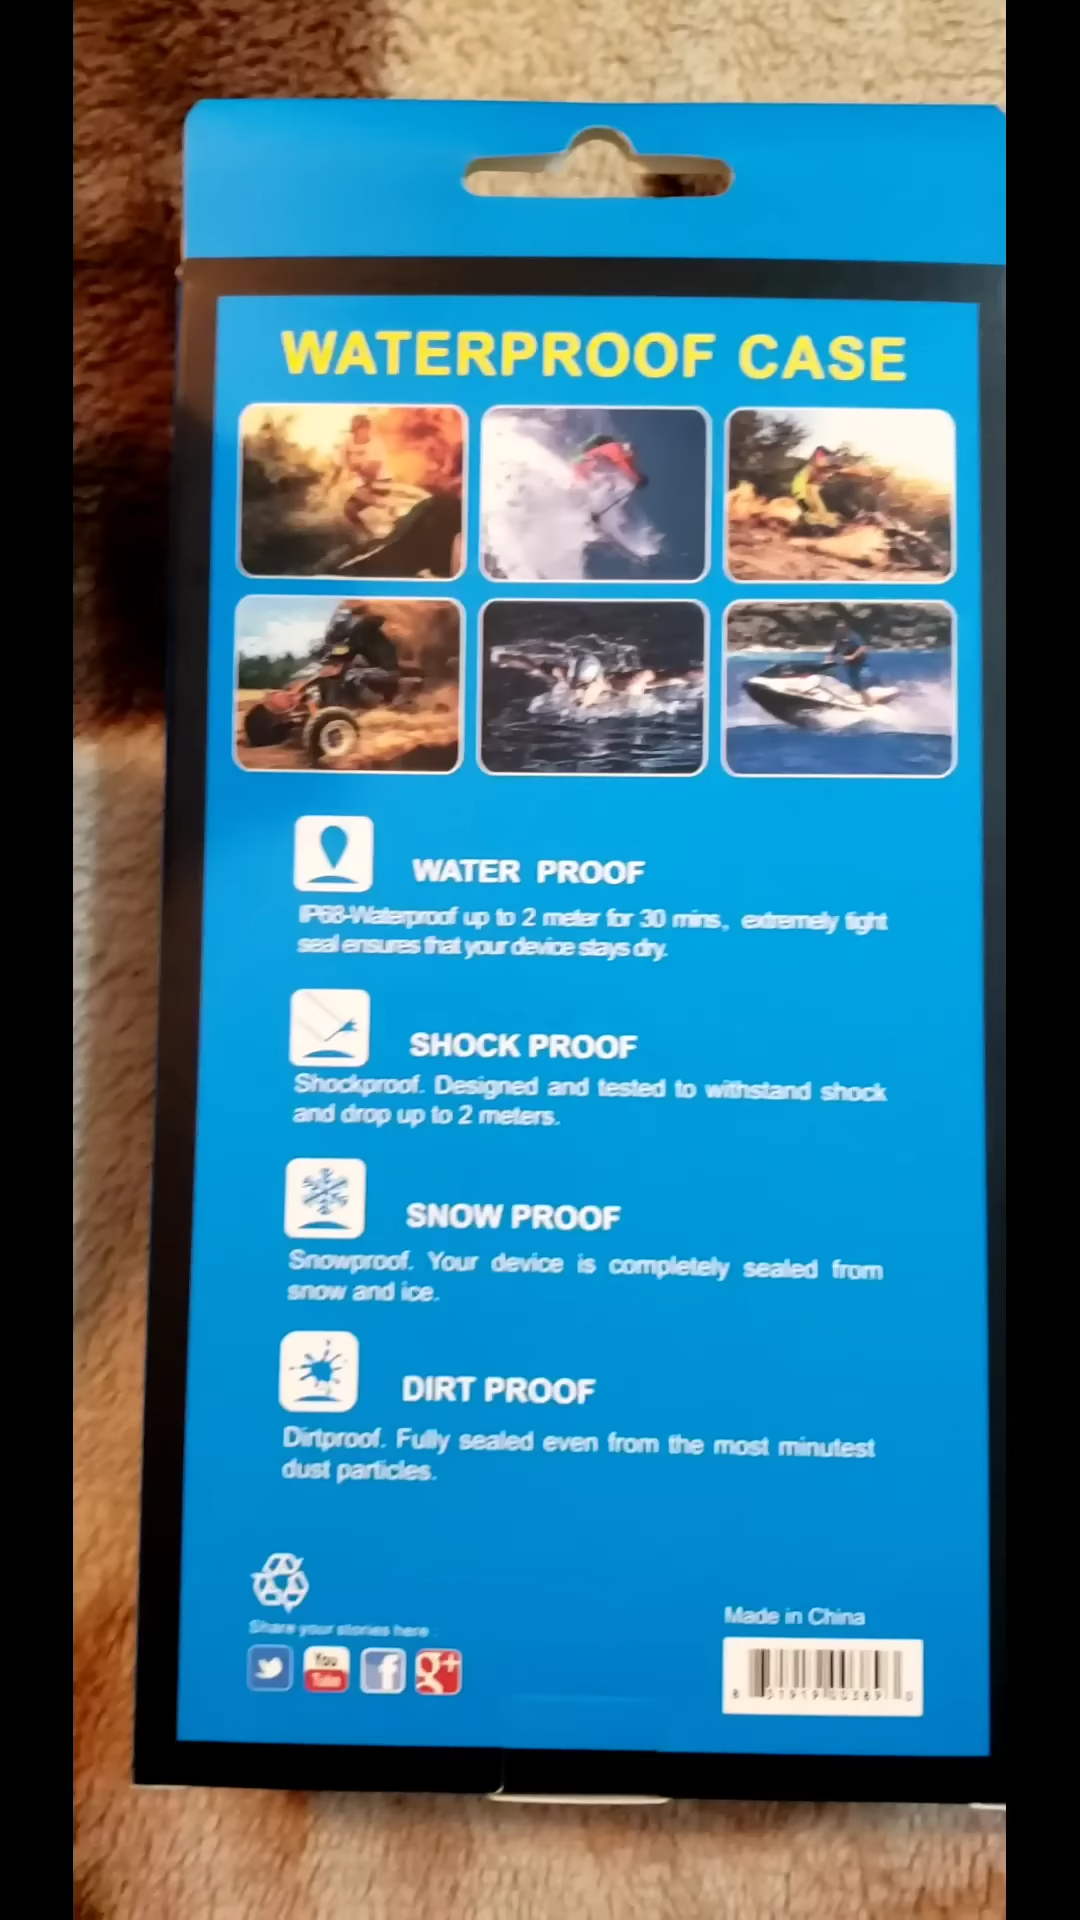 WATERPROOF CASE
WATER PROOF
IP68-Waterproof up to 2 meter for 30 mins, extremely tight
seal ensures that your device stays dry.
SHOCK PROOF
Shockproof. Designed and tested to withstand shock
and drop up to 2 meters.
SNOW PROOF
Snowproof. Your device is completely sealed from
snow and ice.
DIRT PROOF
Dirtproof. Fully sealed even from the most minutest
dust particles.
Share your stories here :
You
Tube
f
g+
Made in China